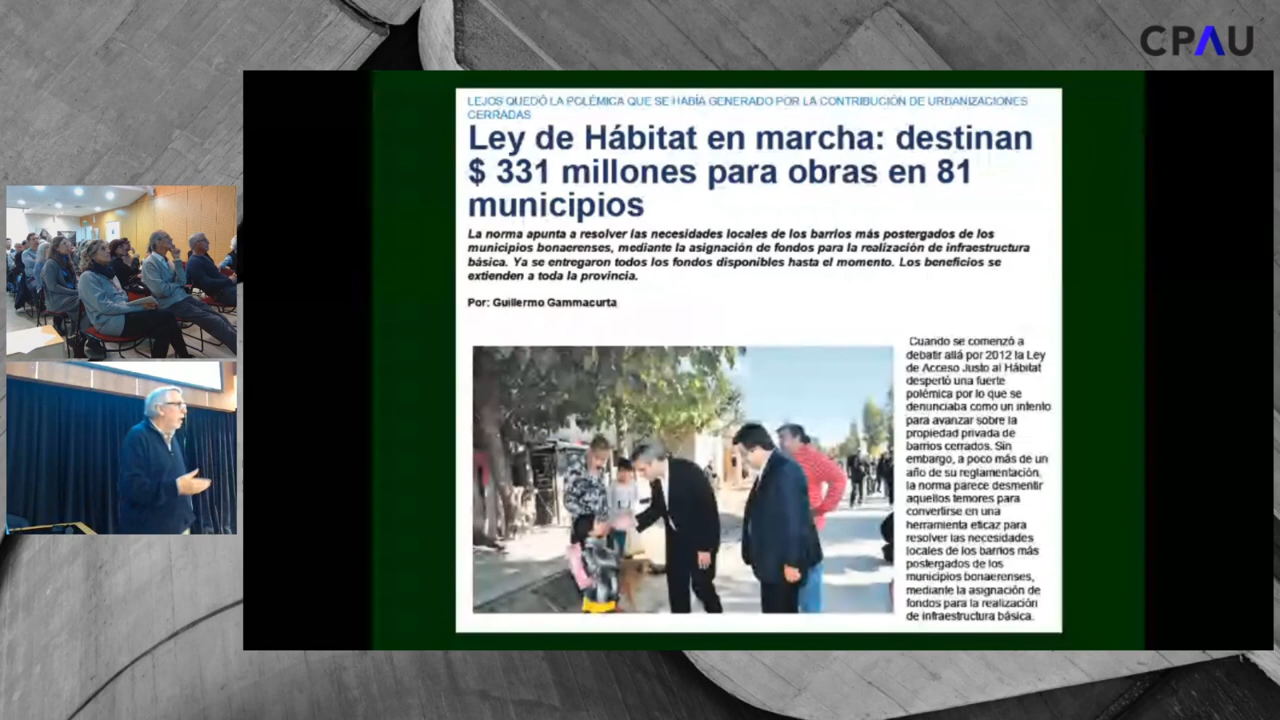 CPAU
LEJOS QUEDÓ LA POLÉMICA QUE SE HABÍA GENERADO POR LA CONTRIBUCIÓN DE URBANIZACIONES
CERRADAS
Ley de Hábitat en marcha: destinan
$ 331 millones para obras en 81
municipios
La norma apunta a resolver las necesidades locales de los barrios más postergados de los
municipios bonaerenses, mediante la asignación de fondos para la realización de infraestructura
básica. Ya se entregaron todos los fondos disponibles hasta el momento. Los beneficios se
extienden a toda la provincia.
Por: Guillermo Gammacurta
Cuando se comenzó a
debatir allá por 2012 la Ley
de Acceso Justo al Hábitat
despertó una fuerte
polémica por lo que se
denunciaba como un intento
para avanzar sobre la
propiedad privada de
barrios cerrados. Sin
embargo, a poco más de un
año de su reglamentación,
la norma parece desmentir
aquellos temores para
convertirse en una
herramienta eficaz para
resolver las necesidades
locales de los barrios más
postergados de los
municipios bonaerenses,
mediante la asignación de
fondos para la realización
de infraestructura básica.